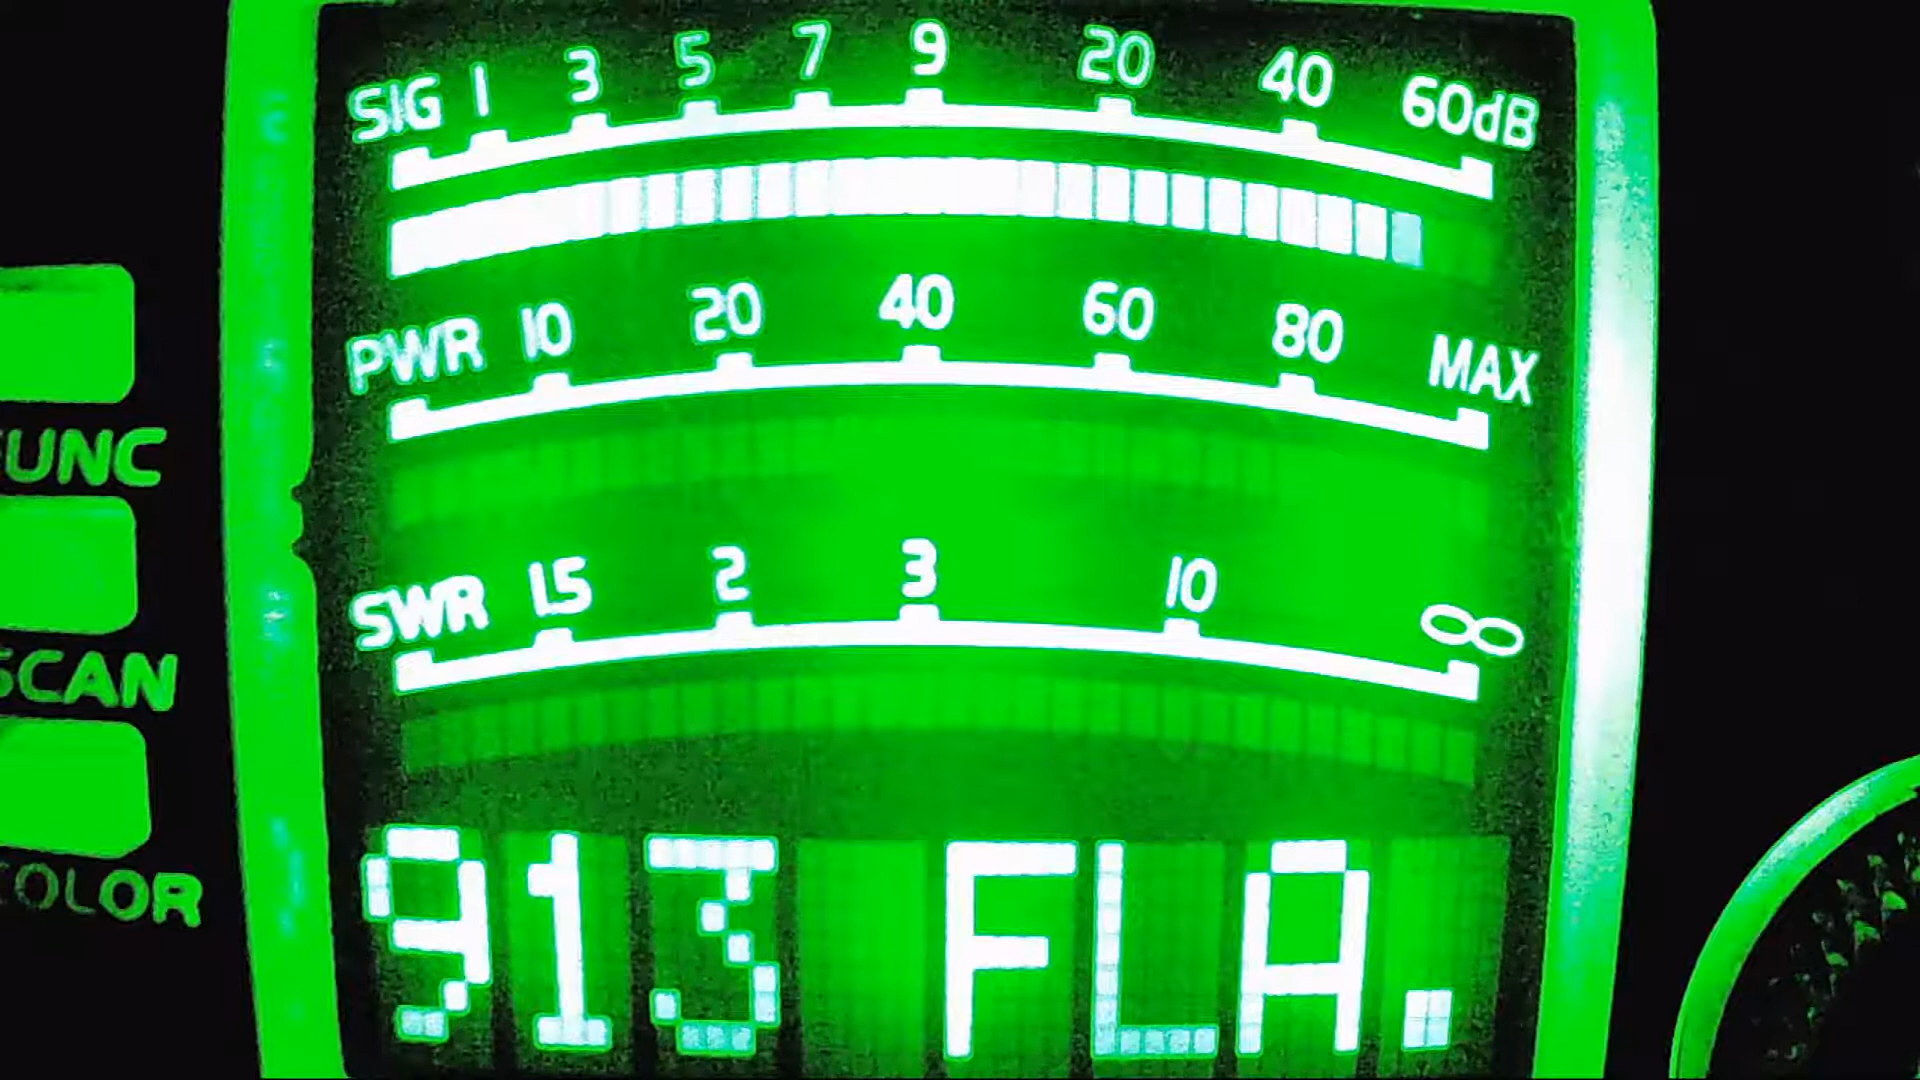 SIG 1 3 5 7 9 20 40 60dB
PWR 10 20 40 60 80 MAX
FUNC
SWR 1.5 2 3 10 ∞
SCAN
COLOR
913 FLA.